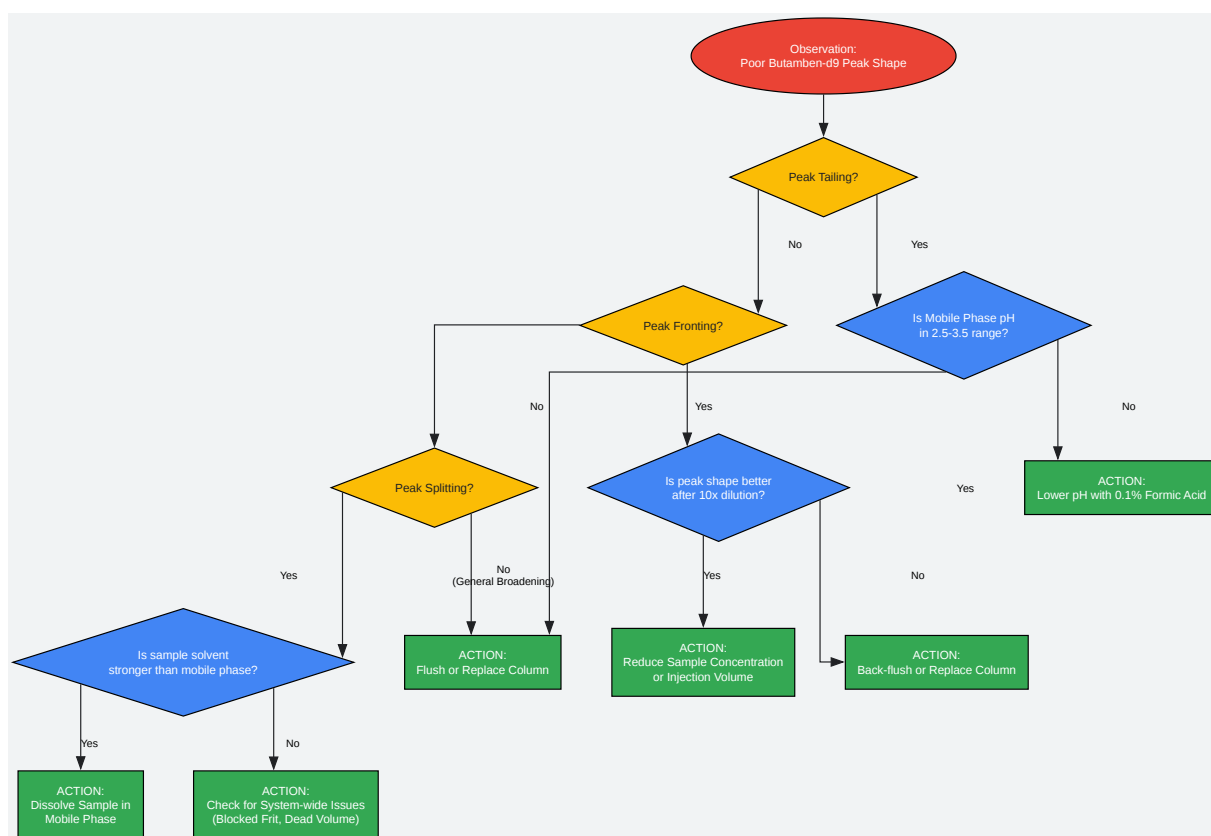 Observation:
Poor Butamben-d9 Peak Shape
Peak Tailing?
No
Yes
Peak Fronting?
Is Mobile Phase pH
in 2.5-3.5 range?
No
Yes
No
Peak Splitting?
Is peak shape better
after 10x dilution?
Yes
ACTION:
Lower pH with 0.1% Formic Acid
Yes
No
(General Broadening)
Yes
No
Is sample solvent
stronger than mobile phase?
ACTION:
Flush or Replace Column
ACTION:
Reduce Sample Concentration
or Injection Volume
ACTION:
Back-flush or Replace Column
Yes
No
ACTION:
Dissolve Sample in
Mobile Phase
ACTION:
Check for System-wide Issues
(Blocked Frit, Dead Volume)